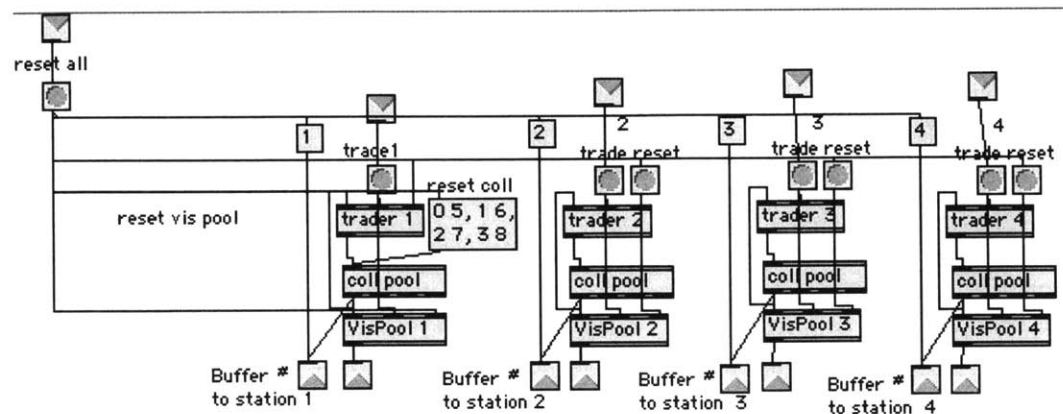 reset all
1
2
2
3
3
4
4
trade1
trade reset
trade reset
trade reset
reset coll
reset vis pool
trader 1
0 5, 1 6,
2 7, 3 8
trader 2
trader 3
trader 4
coll pool
coll pool
coll pool
coll pool
VisPool 1
VisPool 2
VisPool 3
VisPool 4
Buffer #
to station 1
Buffer #
to station 2
Buffer #
to station 3
Buffer #
to station 4